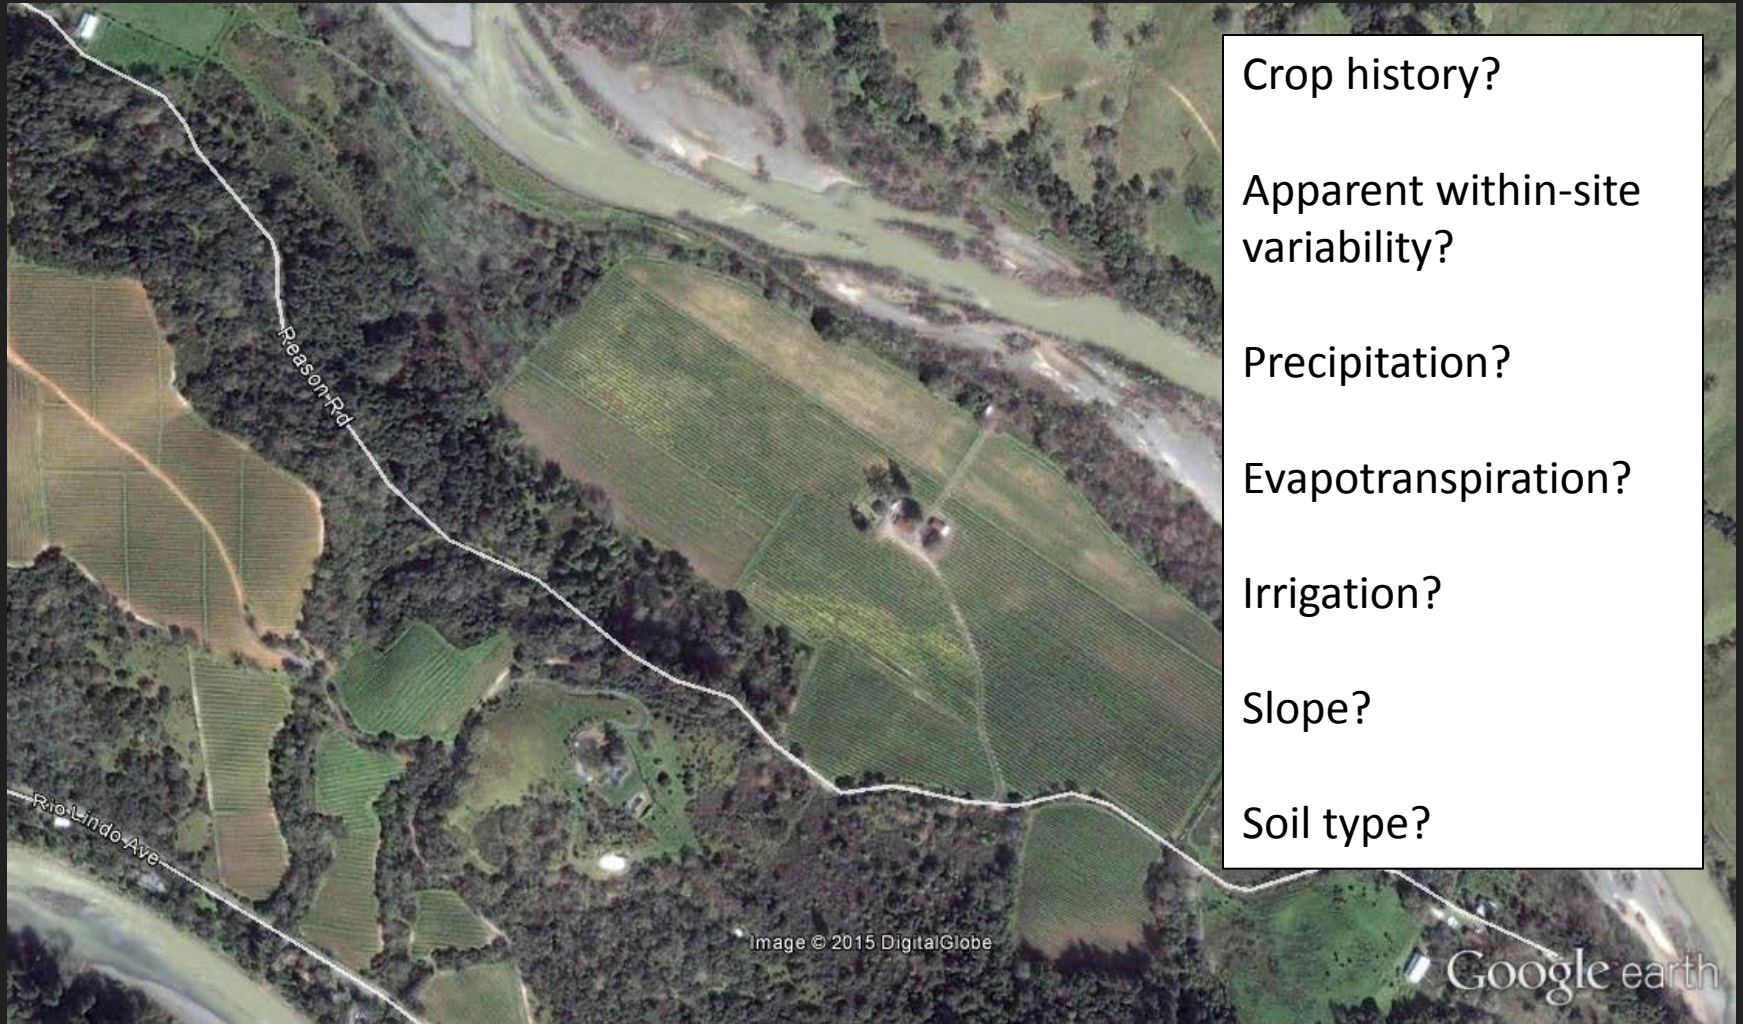 Crop history?
Apparent within-site
variability?
Precipitation?
Evapotranspiration?
Irrigation?
Slope?
Soil type?
Reason Rd
Rio Lindo Ave
Image © 2015 DigitalGlobe
Google earth